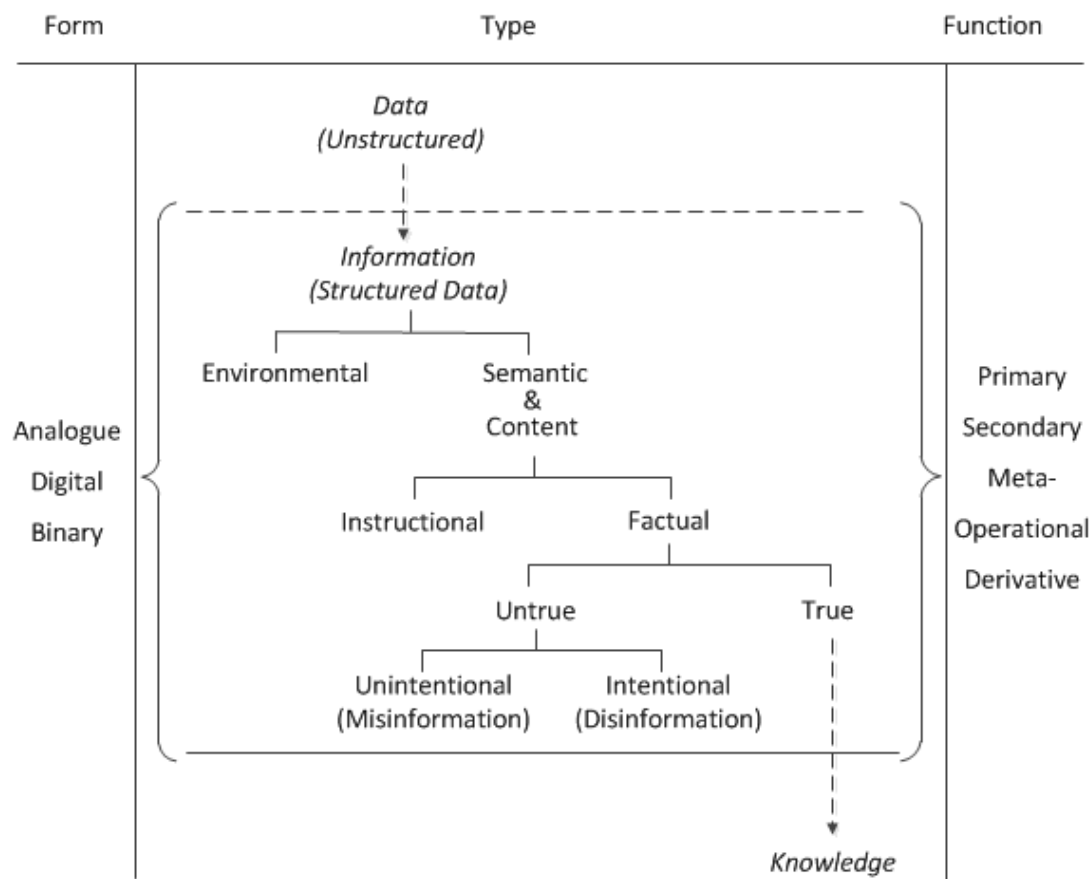 Form Type Function
Data
(Unstructured)
Information
(Structured Data)
Environmental Semantic
&
Content
Instructional Factual
Untrue True
Unintentional Intentional
(Misinformation) (Disinformation)
Knowledge
Analogue
Digital
Binary
Primary
Secondary
Meta-
Operational
Derivative